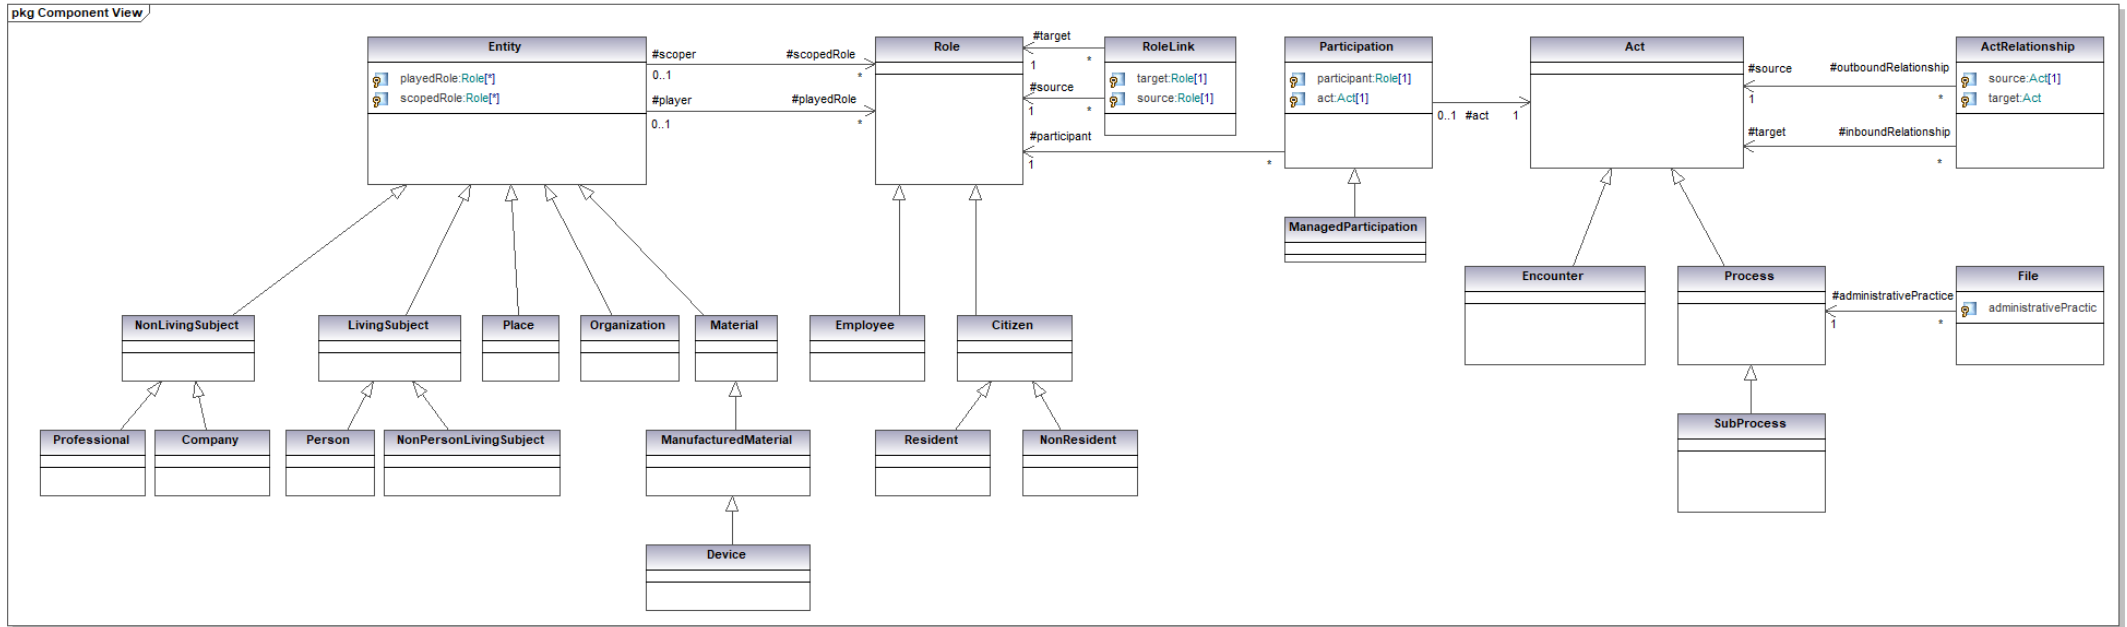 pkg Component View
Entity
playedRole:Role[*]
scopedRole:Role[*]
#scoper
#scopedRole
0..1
*
#player
#playedRole
0..1
*
Role
#target
1
*
#source
1
*
#participant
1
*
RoleLink
target:Role[1]
source:Role[1]
Participation
participant:Role[1]
act:Act[1]
0..1
#act
1
Act
#source
#outboundRelationship
1
*
#target
#inboundRelationship
*
ActRelationship
source:Act[1]
target:Act
ManagedParticipation
Encounter
Process
#administrativePractice
1
*
File
administrativePractic
NonLivingSubject
LivingSubject
Place
Organization
Material
Employee
Citizen
SubProcess
Professional
Company
Person
NonPersonLivingSubject
ManufacturedMaterial
Resident
NonResident
Device